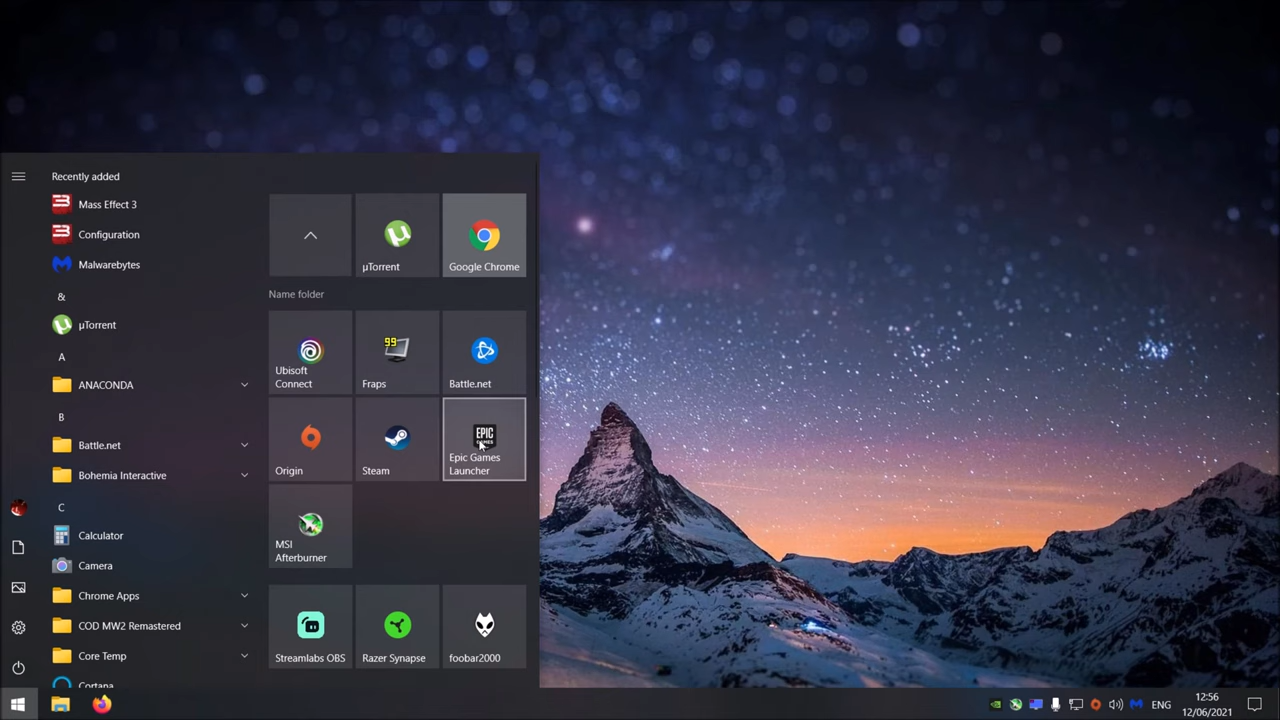 Recently added
Mass Effect 3
Configuration
Malwarebytes
&
µTorrent
A
ANACONDA
B
Battle.net
Bohemia Interactive
C
Calculator
Camera
Chrome Apps
COD MW2 Remastered
Core Temp
Cortana
µTorrent
Google Chrome
Name folder
Ubisoft
Connect
99
Fraps
Battle.net
Origin
Steam
EPIC
GAMES
Epic Games
Launcher
MSI
Afterburner
Streamlabs OBS
Razer Synapse
foobar2000
ENG
12:56
12/06/2021